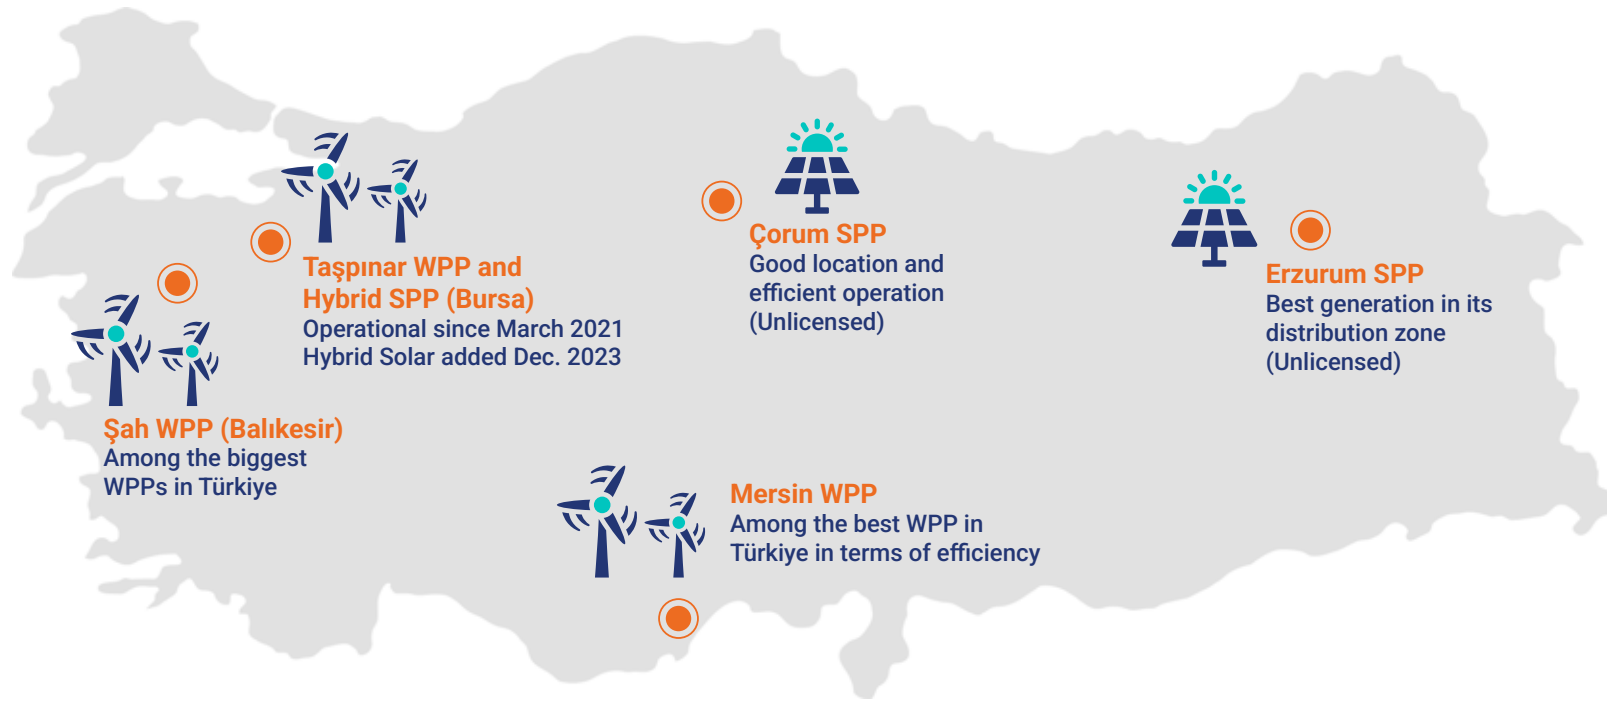 Taşpınar WPP and
Hybrid SPP (Bursa)
Operational since March 2021
Hybrid Solar added Dec. 2023
Çorum SPP
Good location and
efficient operation
(Unlicensed)
Erzurum SPP
Best generation in its
distribution zone
(Unlicensed)
Şah WPP (Balıkesir)
Among the biggest
WPPs in Türkiye
Mersin WPP
Among the best WPP in
Türkiye in terms of efficiency